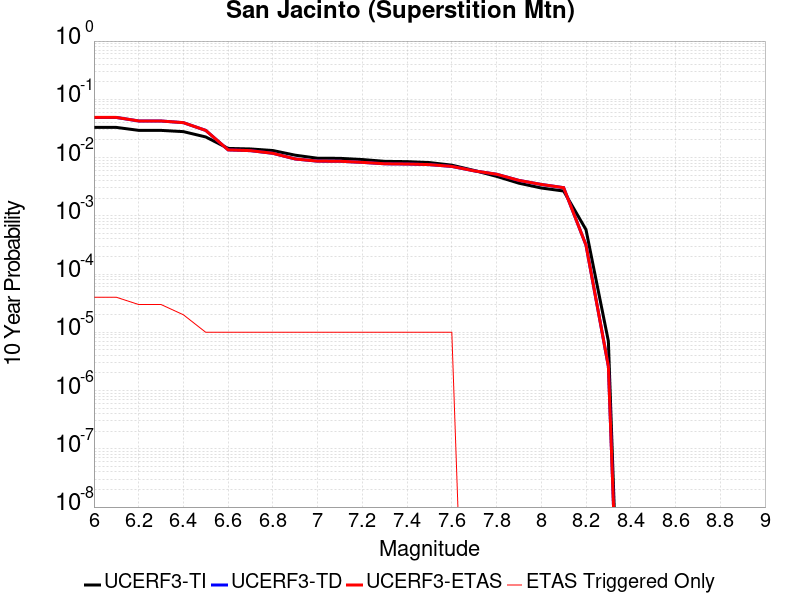 San Jacinto (Superstition Mtn)
10 0
10 -1
10 -2
10 -3
10 -4
10 -5
10 -6
10 -7
10 -8
10 Year Probability
6 6.2 6.4 6.6 6.8 7 7.2 7.4 7.6 7.8 8 8.2 8.4 8.6 8.8 9
Magnitude
UCERF3-TI UCERF3-TD UCERF3-ETAS ETAS Triggered Only